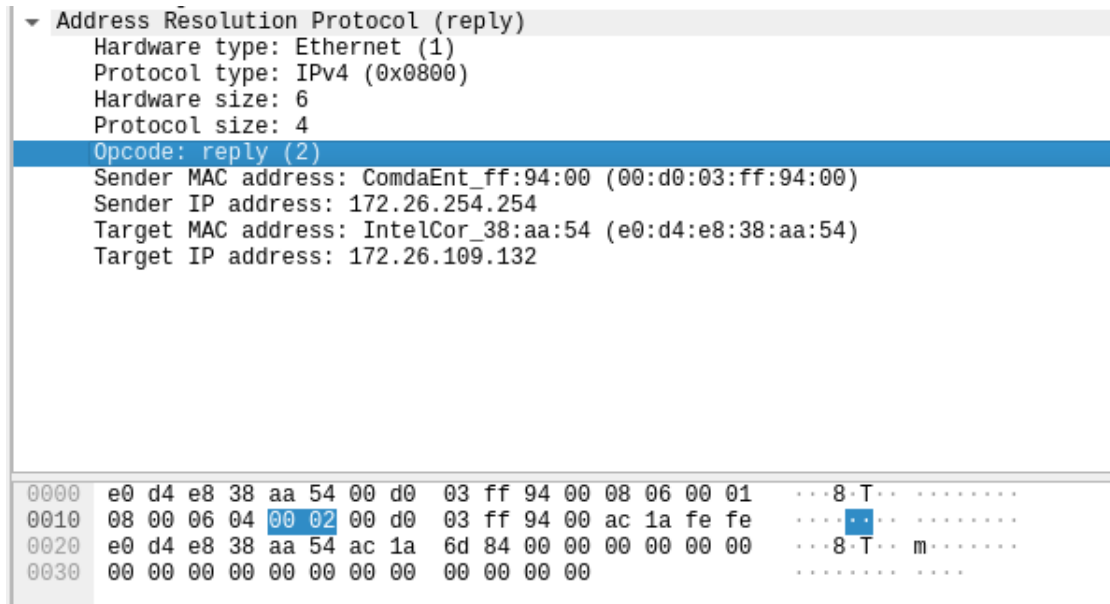 Address Resolution Protocol (reply)
Hardware type: Ethernet (1)
Protocol type: IPv4 (0x0800)
Hardware size: 6
Protocol size: 4
Opcode: reply (2)
Sender MAC address: ComdaEnt_ff:94:00 (00:d0:03:ff:94:00)
Sender IP address: 172.26.254.254
Target MAC address: IntelCor_38:aa:54 (e0:d4:e8:38:aa:54)
Target IP address: 172.26.109.132
0000 e0 d4 e8 38 aa 54 00 d0 03 ff 94 00 08 06 00 01 ···8·T·· ········
0010 08 00 06 04 00 02 00 d0 03 ff 94 00 ac 1a fe fe ········ ········
0020 e0 d4 e8 38 aa 54 ac 1a 6d 84 00 00 00 00 00 00 ···8·T·· m·······
0030 00 00 00 00 00 00 00 00 00 00 00 00 ········ ····